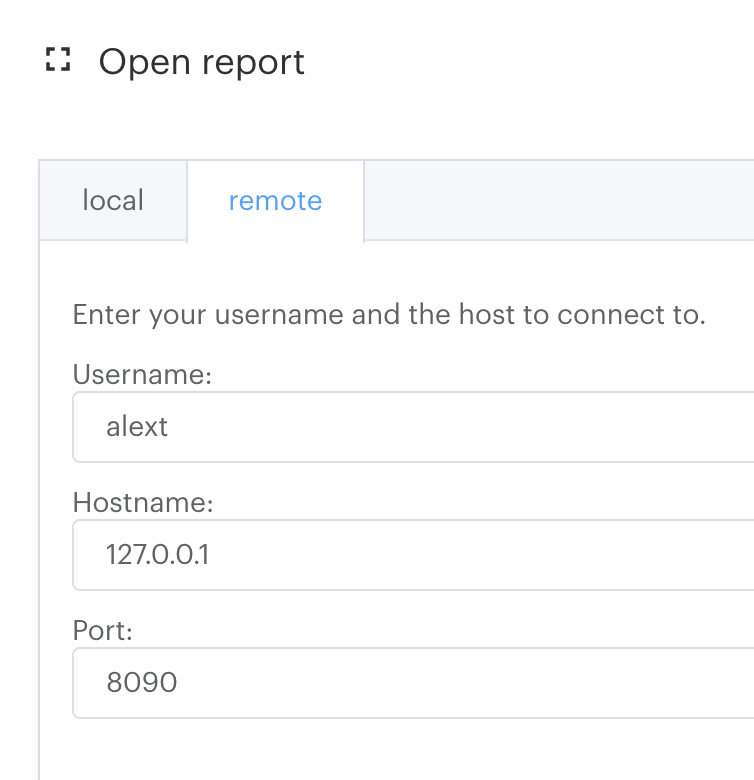 Open report
local
remote
Enter your username and the host to connect to.
Username:
alext
Hostname:
127.0.0.1
Port:
8090